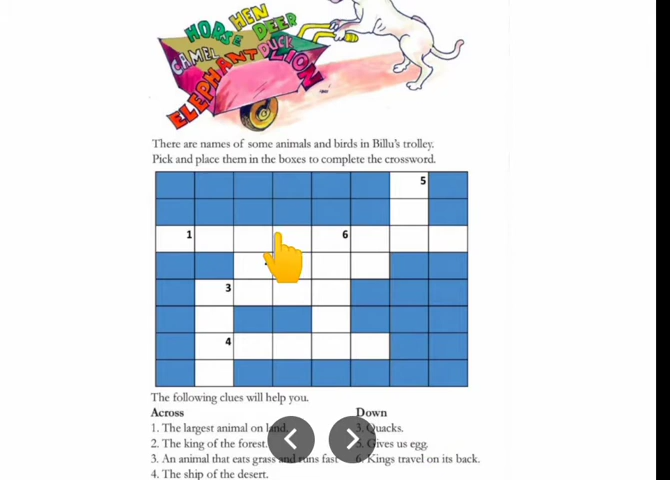 HEN
HORSE DEER
CAMEL DUCK
ELEPHANT LION
There are names of some animals and birds in Billu's trolley.
Pick and place them in the boxes to complete the crossword.
5
1 6
3
4
The following clues will help you.
Across
1. The largest animal on land.
2. The king of the forest.
3. An animal that eats grass and runs fast
4. The ship of the desert.
Down
3. Quacks.
Gives us egg.
6. Kings travel on its back.